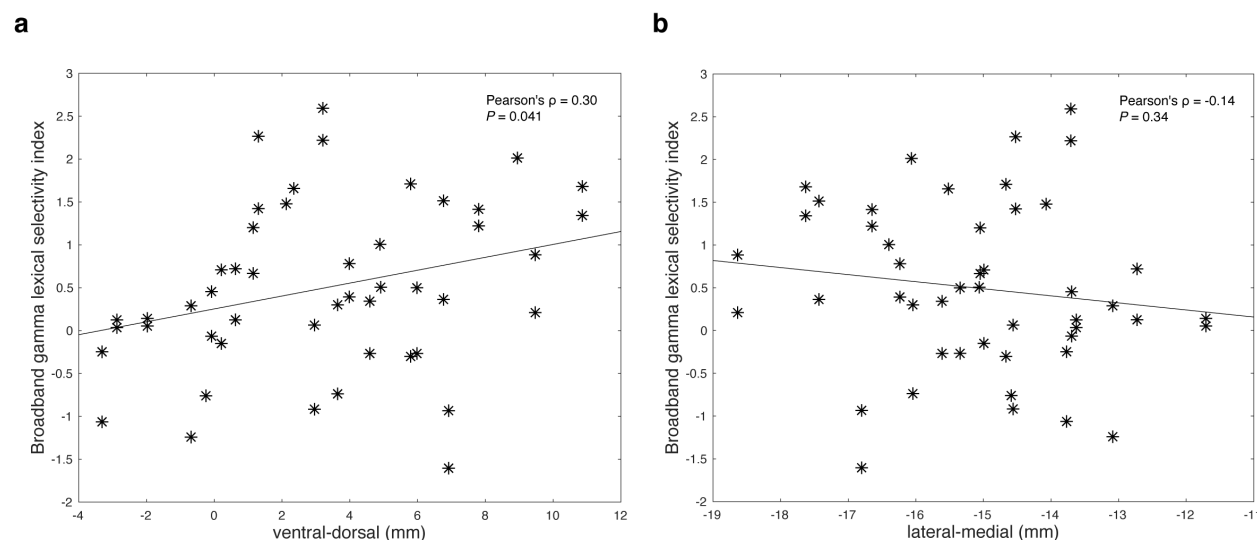 a
b
Broadband gamma lexical selectivity index
3
2.5
2
1.5
1
0.5
0
-0.5
-1
-1.5
-2
Pearson's ρ = 0.30
P = 0.041
-4 -2 0 2 4 6 8 10 12
ventral-dorsal (mm)
Broadband gamma lexical selectivity index
3
2.5
2
1.5
1
0.5
0
-0.5
-1
-1.5
-2
Pearson's ρ = -0.14
P = 0.34
-19 -18 -17 -16 -15 -14 -13 -12 -11
lateral-medial (mm)